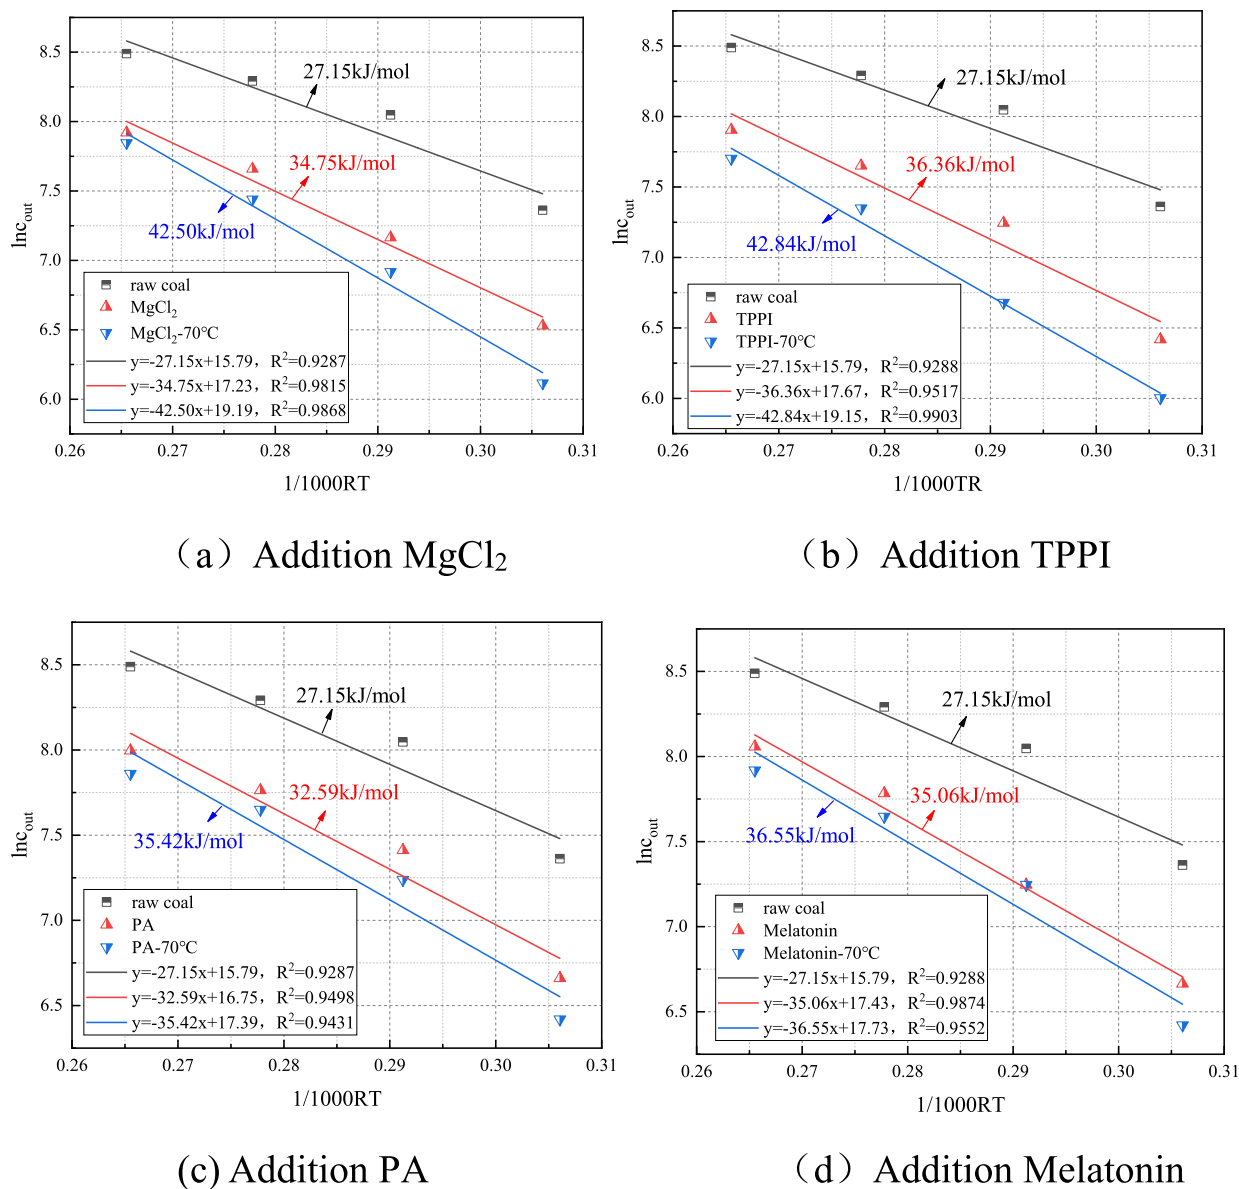 8.5
8.0
7.5
7.0
6.5
6.0
lnc_out
27.15kJ/mol
34.75kJ/mol
42.50kJ/mol
raw coal
MgCl₂
MgCl₂-70℃
y=-27.15x+15.79，R²=0.9287
y=-34.75x+17.23，R²=0.9815
y=-42.50x+19.19，R²=0.9868
0.26 0.27 0.28 0.29 0.30 0.31
1/1000RT
（a）Addition MgCl₂
8.5
8.0
7.5
7.0
6.5
6.0
lnc_out
27.15kJ/mol
36.36kJ/mol
42.84kJ/mol
raw coal
TPPI
TPPI-70℃
y=-27.15x+15.79，R²=0.9288
y=-36.36x+17.67，R²=0.9517
y=-42.84x+19.15，R²=0.9903
0.26 0.27 0.28 0.29 0.30 0.31
1/1000TR
（b）Addition TPPI
8.5
8.0
7.5
7.0
6.5
lnc_out
27.15kJ/mol
32.59kJ/mol
35.42kJ/mol
raw coal
PA
PA-70℃
y=-27.15x+15.79，R²=0.9287
y=-32.59x+16.75，R²=0.9498
y=-35.42x+17.39，R²=0.9431
0.26 0.27 0.28 0.29 0.30 0.31
1/1000RT
(c) Addition PA
8.5
8.0
7.5
7.0
6.5
lnc_out
27.15kJ/mol
35.06kJ/mol
36.55kJ/mol
raw coal
Melatonin
Melatonin-70℃
y=-27.15x+15.79，R²=0.9288
y=-35.06x+17.43，R²=0.9874
y=-36.55x+17.73，R²=0.9552
0.26 0.27 0.28 0.29 0.30 0.31
1/1000RT
（d）Addition Melatonin